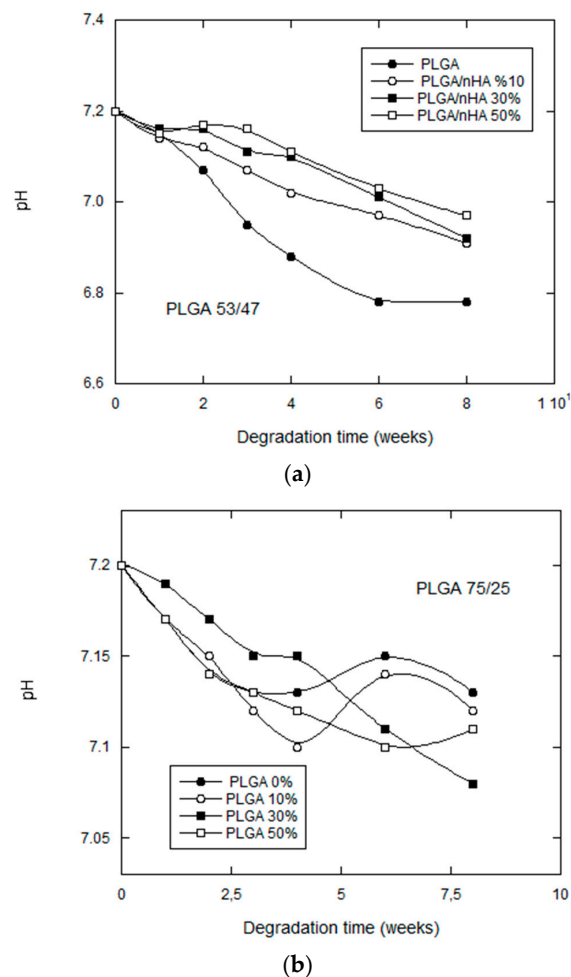 7,4
7.2
7.0
6.8
6.6
pH
PLGA
PLGA/nHA %10
PLGA/nHA 30%
PLGA/nHA 50%
PLGA 53/47
0 2 4 6 8 1 10¹
Degradation time (weeks)
(a)
7.2
7.15
7.1
7.05
pH
PLGA 75/25
PLGA 0%
PLGA 10%
PLGA 30%
PLGA 50%
0 2,5 5 7,5 10
Degradation time (weeks)
(b)